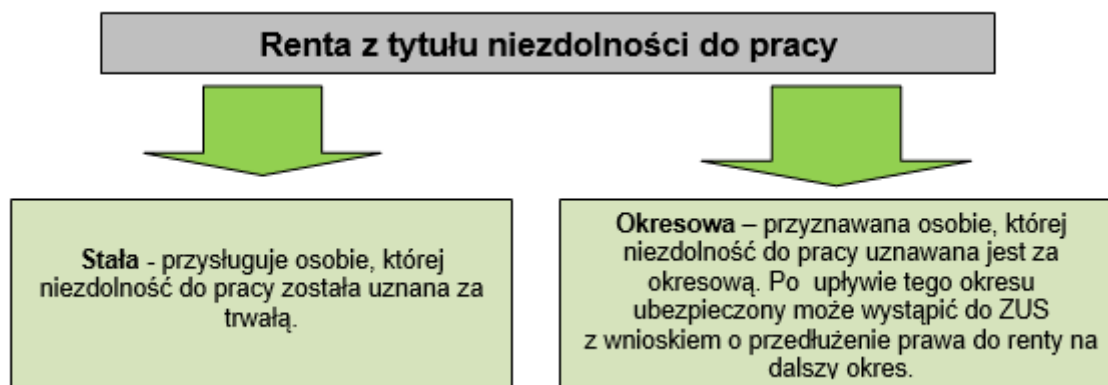 Renta z tytułu niezdolności do pracy
Stała - przysługuje osobie, której
niezdolność do pracy została uznana za
trwałą.
Okresowa – przyznawana osobie, której
niezdolność do pracy uznawana jest za
okresową. Po upływie tego okresu
ubezpieczony może wystąpić do ZUS
z wnioskiem o przedłużenie prawa do renty na
dalszy okres.